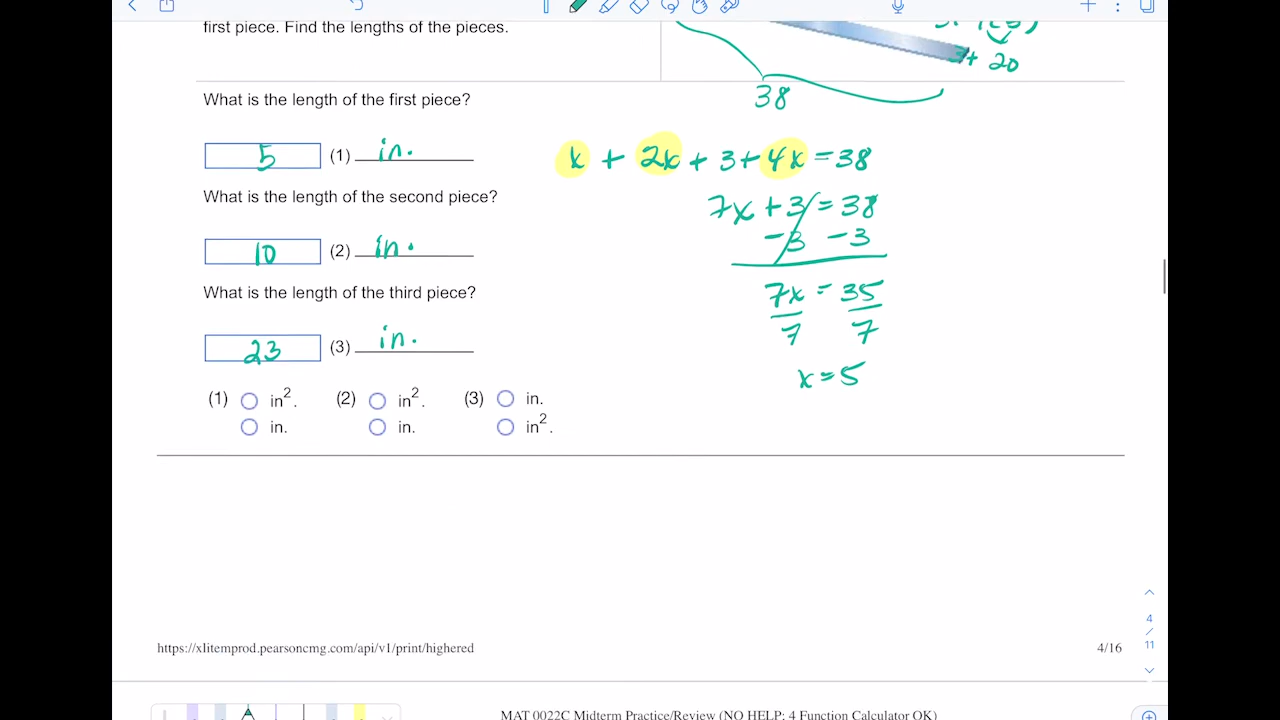 first piece. Find the lengths of the pieces.
3+ 20
38
What is the length of the first piece?
5 (1) in.
x + 2x + 3 + 4x = 38
7x + 3 = 38
-3 -3
What is the length of the second piece?
10 (2) in.
7x = 35
7 7
x = 5
What is the length of the third piece?
23 (3) in.
(1) in². (2) in². (3) in.
in. in. in².
4
/
11
https://xlitemprod.pearsoncmg.com/api/v1/print/highered 4/16
MAT 0022C Midterm Practice/Review (NO HELP; 4 Function Calculator OK)